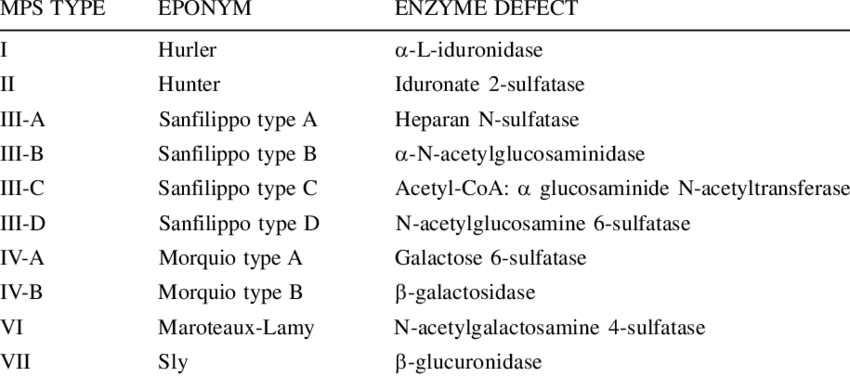 MPS TYPE EPONYM ENZYME DEFECT
I Hurler α-L-iduronidase
II Hunter Iduronate 2-sulfatase
III-A Sanfilippo type A Heparan N-sulfatase
III-B Sanfilippo type B α-N-acetylglucosaminidase
III-C Sanfilippo type C Acetyl-CoA: α glucosaminide N-acetyltransferase
III-D Sanfilippo type D N-acetylglucosamine 6-sulfatase
IV-A Morquio type A Galactose 6-sulfatase
IV-B Morquio type B β-galactosidase
VI Maroteaux-Lamy N-acetylgalactosamine 4-sulfatase
VII Sly β-glucuronidase